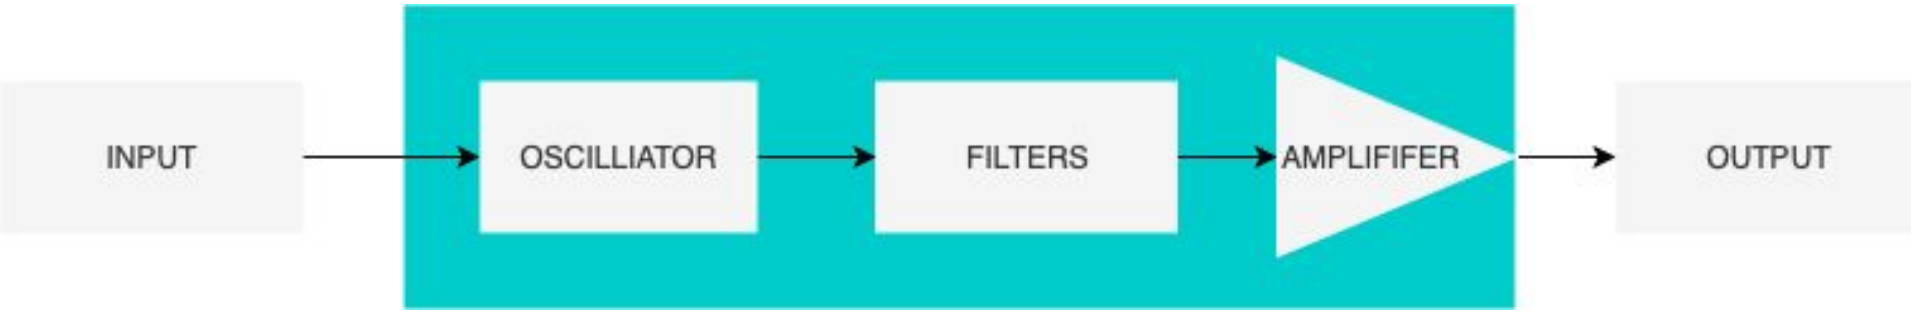 INPUT
OSCILLIATOR
FILTERS
AMPLIFIFER
OUTPUT